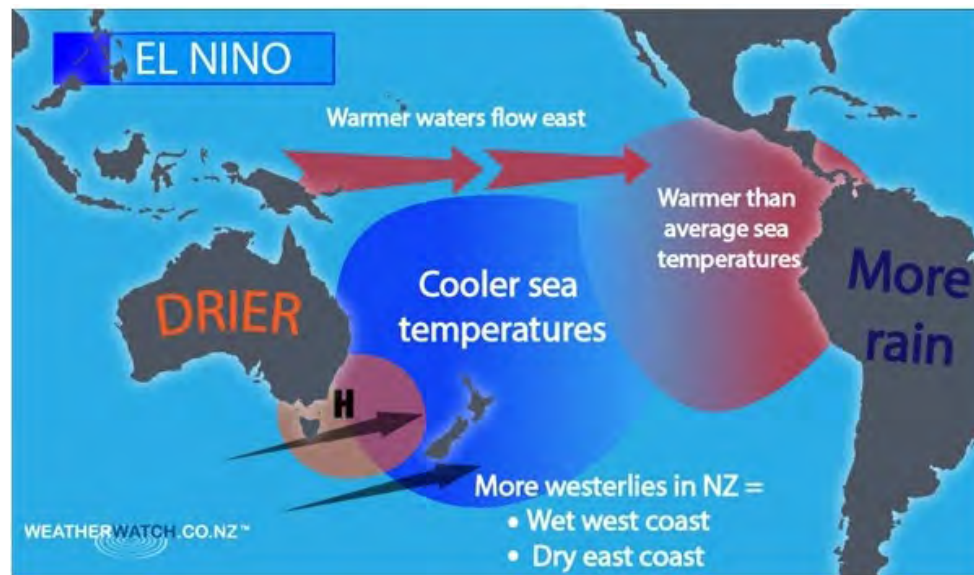 EL NINO
Warmer waters flow east
Warmer than
average sea
temperatures
Cooler sea
temperatures
DRIER
More
rain
H
More westerlies in NZ =
• Wet west coast
• Dry east coast
WEATHERWATCH.CO.NZ™